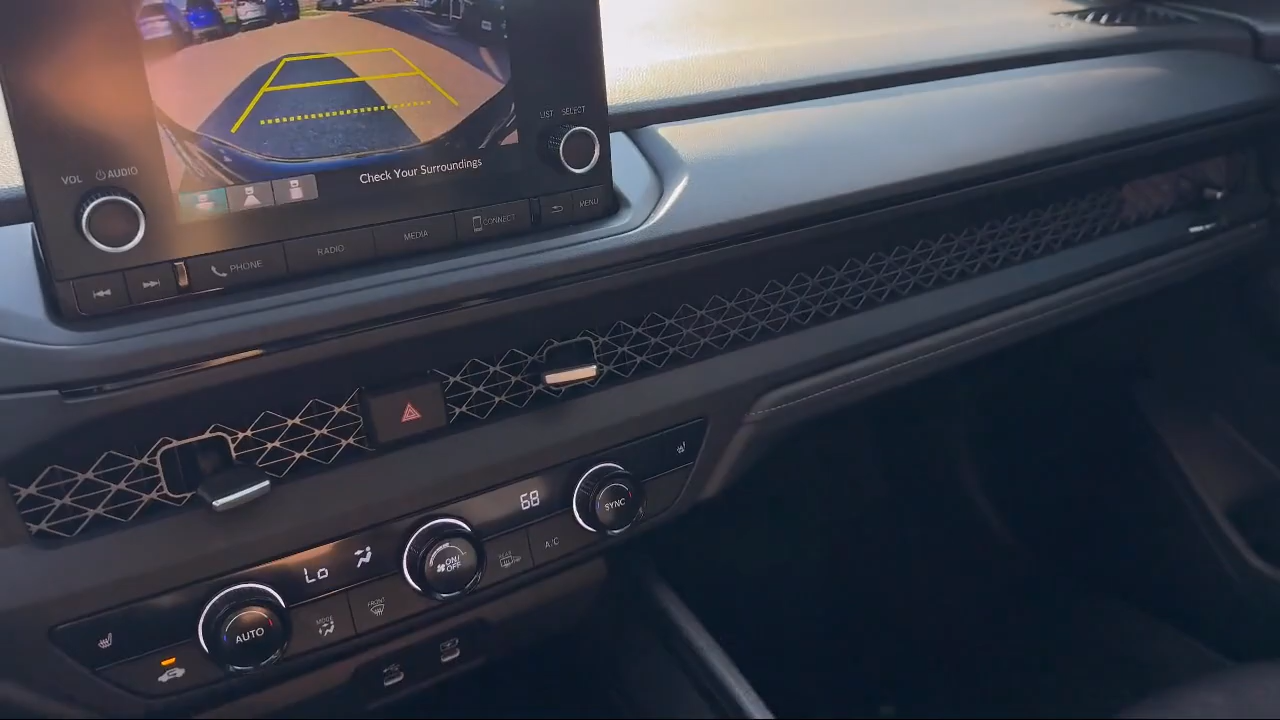 VOL AUDIO
LIST SELECT
Check Your Surroundings
PHONE
RADIO
MEDIA
CONNECT
MENU
68
SYNC
Lo
ON/
OFF
REAR
A/C
AUTO
MODE
FRONT